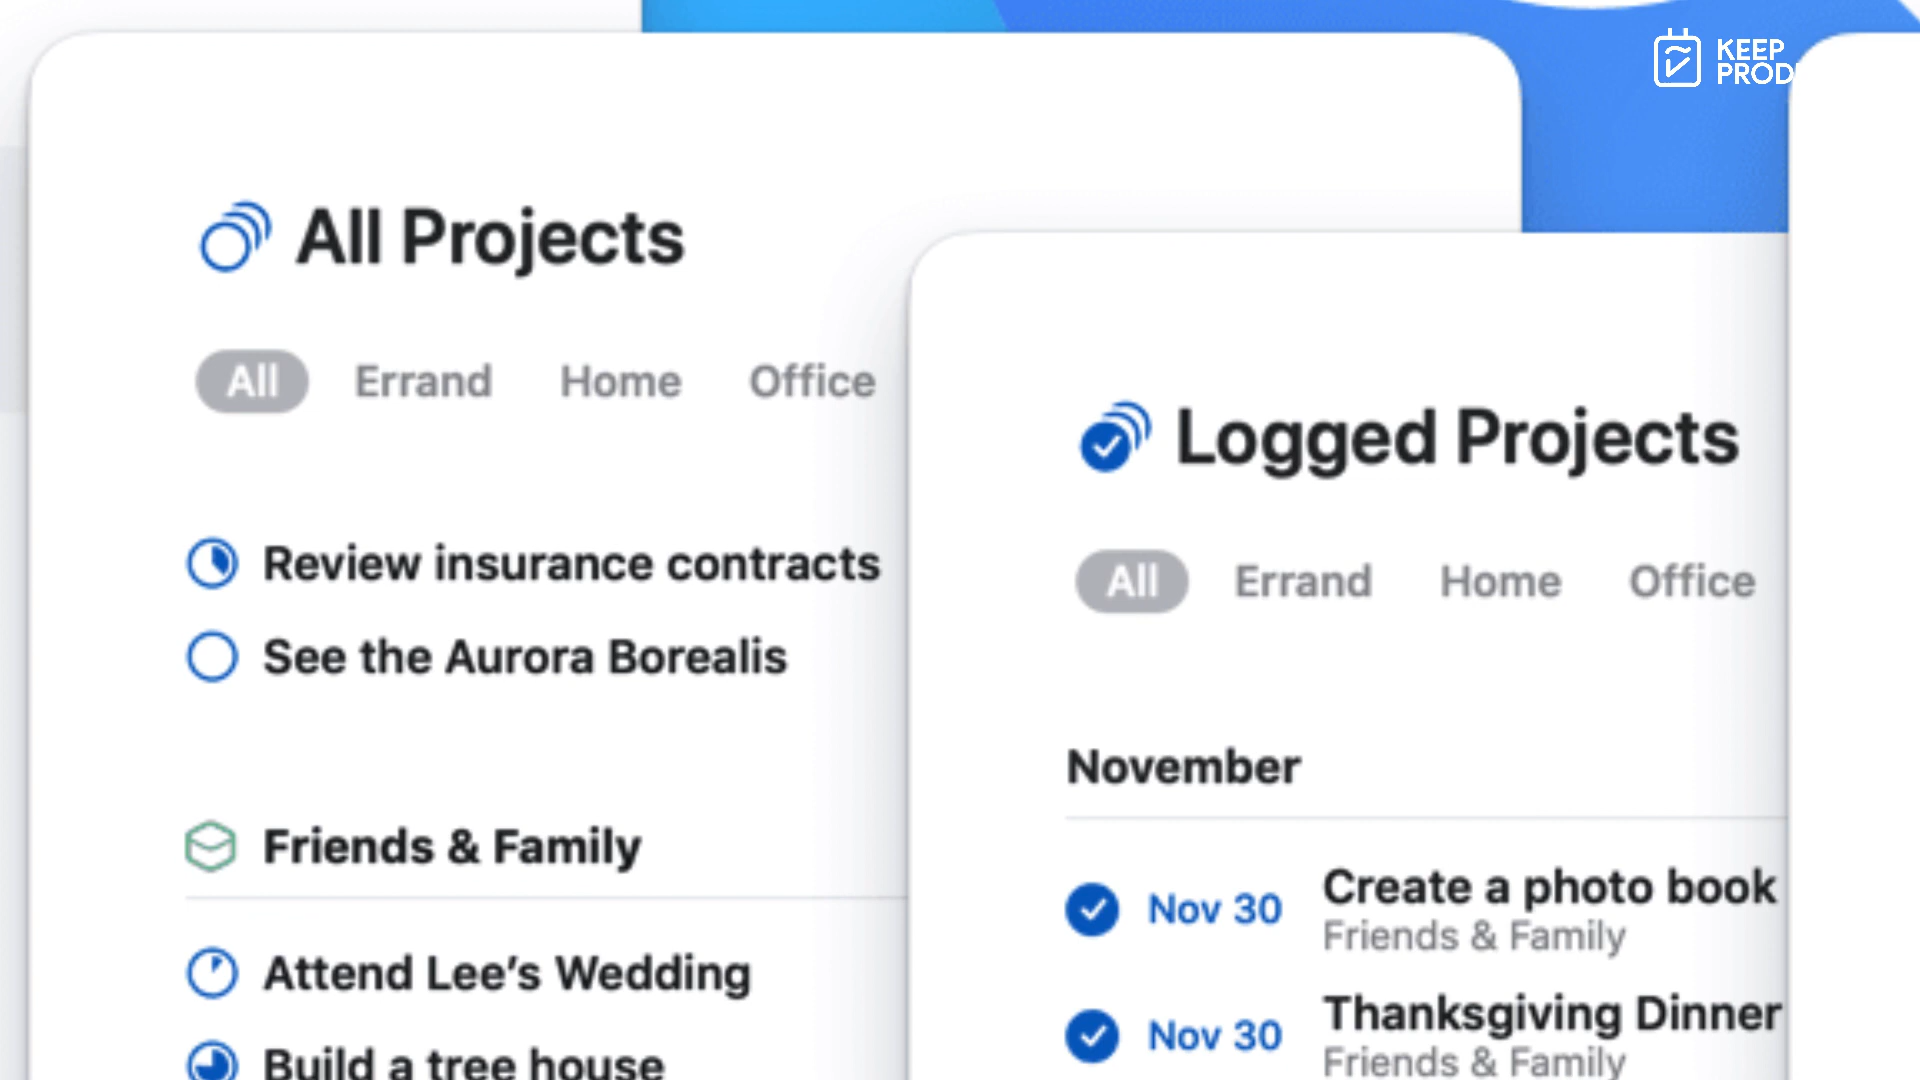 KEEP
PROD
All Projects
All Errand Home Office
Review insurance contracts
See the Aurora Borealis
Friends & Family
Attend Lee’s Wedding
Build a tree house
Logged Projects
All Errand Home Office
November
Nov 30 Create a photo book
Friends & Family
Nov 30 Thanksgiving Dinner
Friends & Family